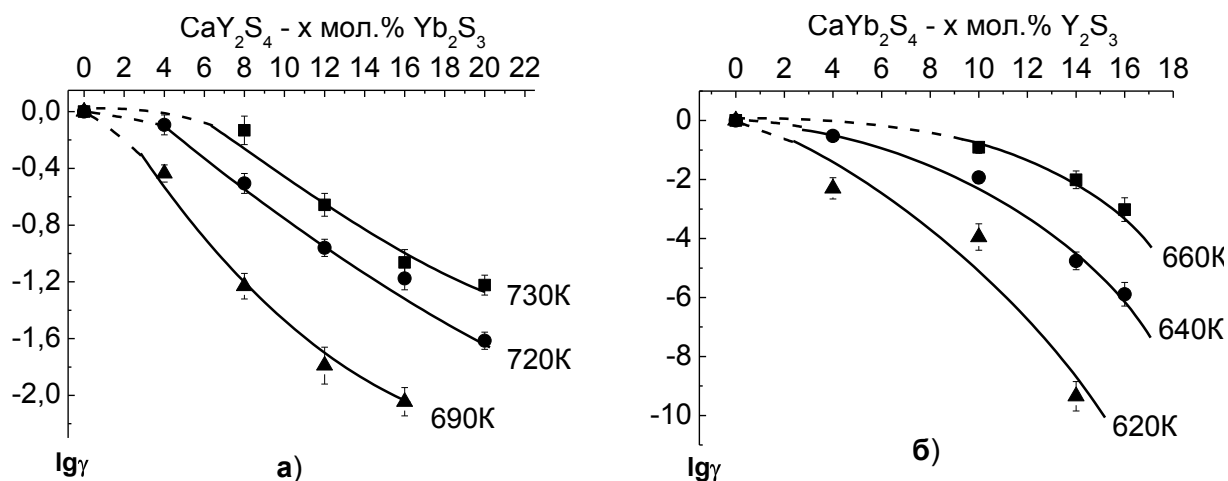 CaY₂S₄ - x мол.% Yb₂S₃
0 2 4 6 8 10 12 14 16 18 20 22
0,0
-0,4
-0,8
-1,2
-1,6
-2,0
730К
720К
690К
lgγ
а)
CaYb₂S₄ - x мол.% Y₂S₃
0 2 4 6 8 10 12 14 16 18
0
-2
-4
-6
-8
-10
660К
640К
620К
lgγ
б)